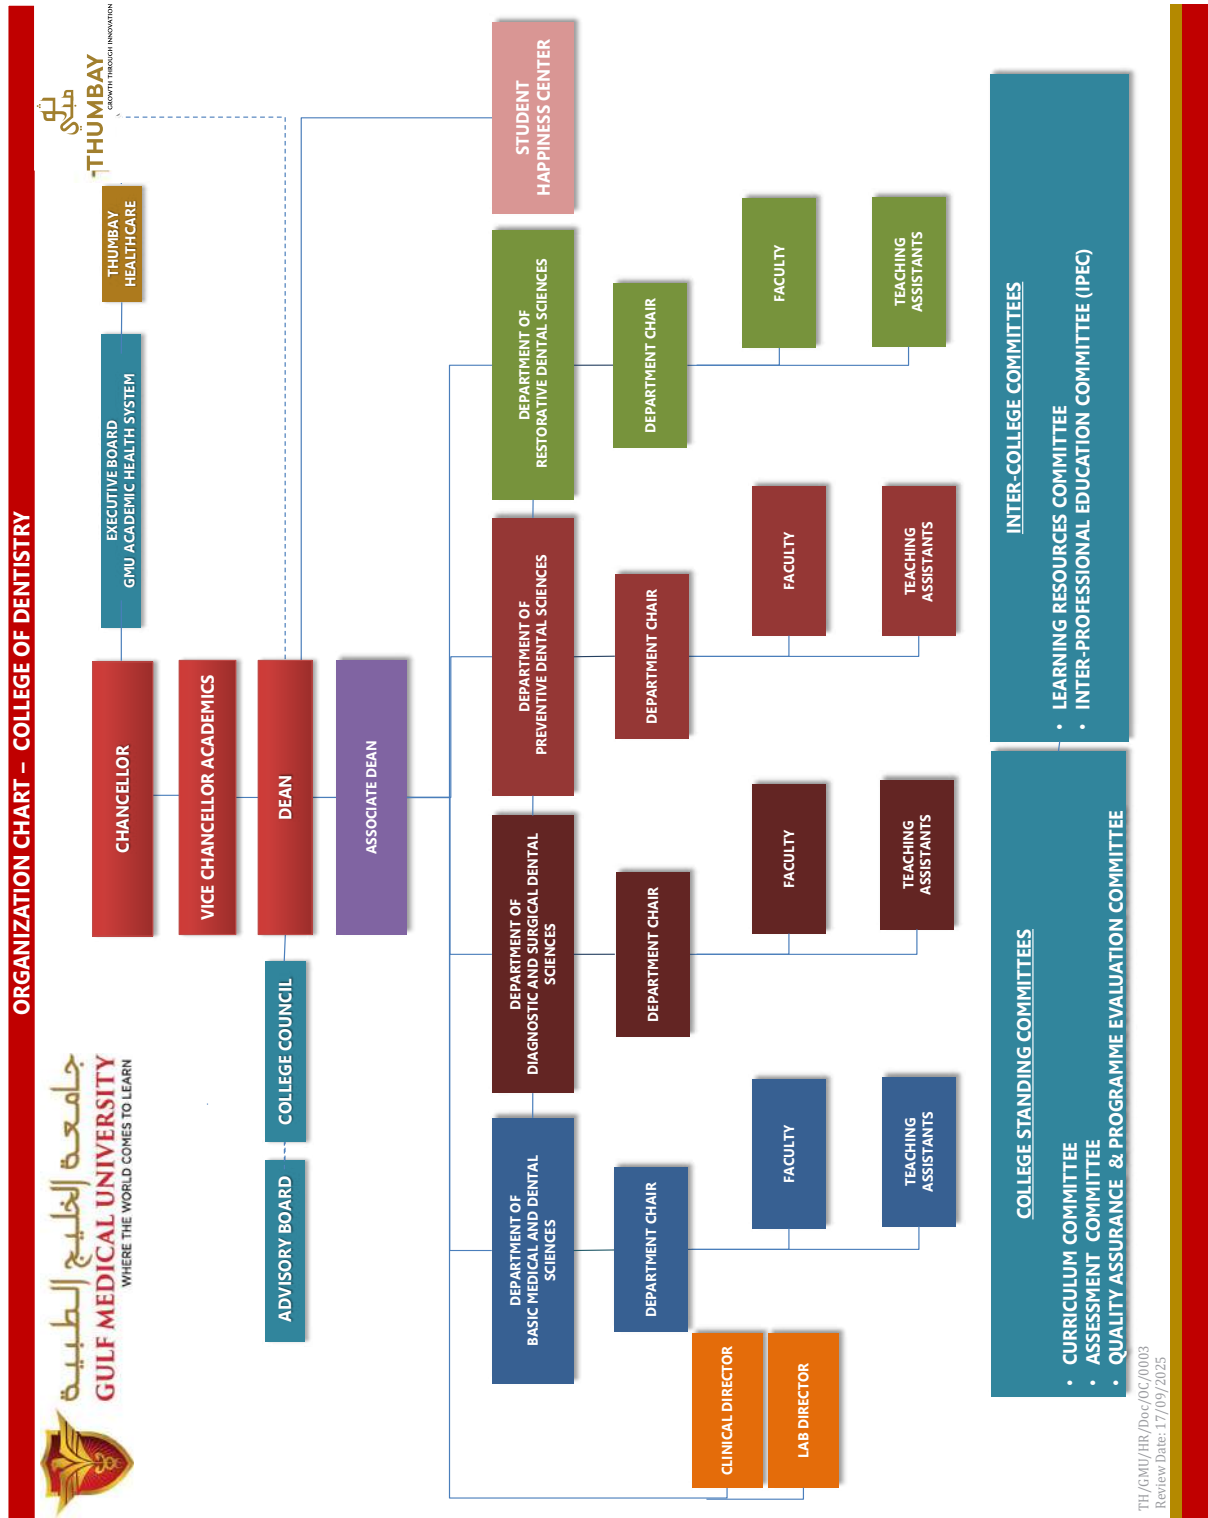 ORGANIZATION CHART – COLLEGE OF DENTISTRY
جامعة الخليج الطبية
GULF MEDICAL UNIVERSITY
WHERE THE WORLD COMES TO LEARN
ثومبي
THUMBAY
GROWTH THROUGH INNOVATION
CHANCELLOR
EXECUTIVE BOARD
GMU ACADEMIC HEALTH SYSTEM
THUMBAY
HEALTHCARE
VICE CHANCELLOR ACADEMICS
ADVISORY BOARD
COLLEGE COUNCIL
DEAN
ASSOCIATE DEAN
DEPARTMENT OF
BASIC MEDICAL AND DENTAL
SCIENCES
DEPARTMENT OF
DIAGNOSTIC AND SURGICAL DENTAL
SCIENCES
DEPARTMENT OF
PREVENTIVE DENTAL SCIENCES
DEPARTMENT OF
RESTORATIVE DENTAL SCIENCES
STUDENT
HAPPINESS CENTER
DEPARTMENT CHAIR
DEPARTMENT CHAIR
DEPARTMENT CHAIR
DEPARTMENT CHAIR
CLINICAL DIRECTOR
LAB DIRECTOR
FACULTY
FACULTY
FACULTY
FACULTY
TEACHING
ASSISTANTS
TEACHING
ASSISTANTS
TEACHING
ASSISTANTS
TEACHING
ASSISTANTS
COLLEGE STANDING COMMITTEES
• CURRICULUM COMMITTEE
• ASSESSMENT COMMITTEE
• QUALITY ASSURANCE & PROGRAMME EVALUATION COMMITTEE
INTER-COLLEGE COMMITTEES
• LEARNING RESOURCES COMMITTEE
• INTER-PROFESSIONAL EDUCATION COMMITTEE (IPEC)
TH/GMU/HR/Doc/OC/0003
Review Date: 17/09/2025